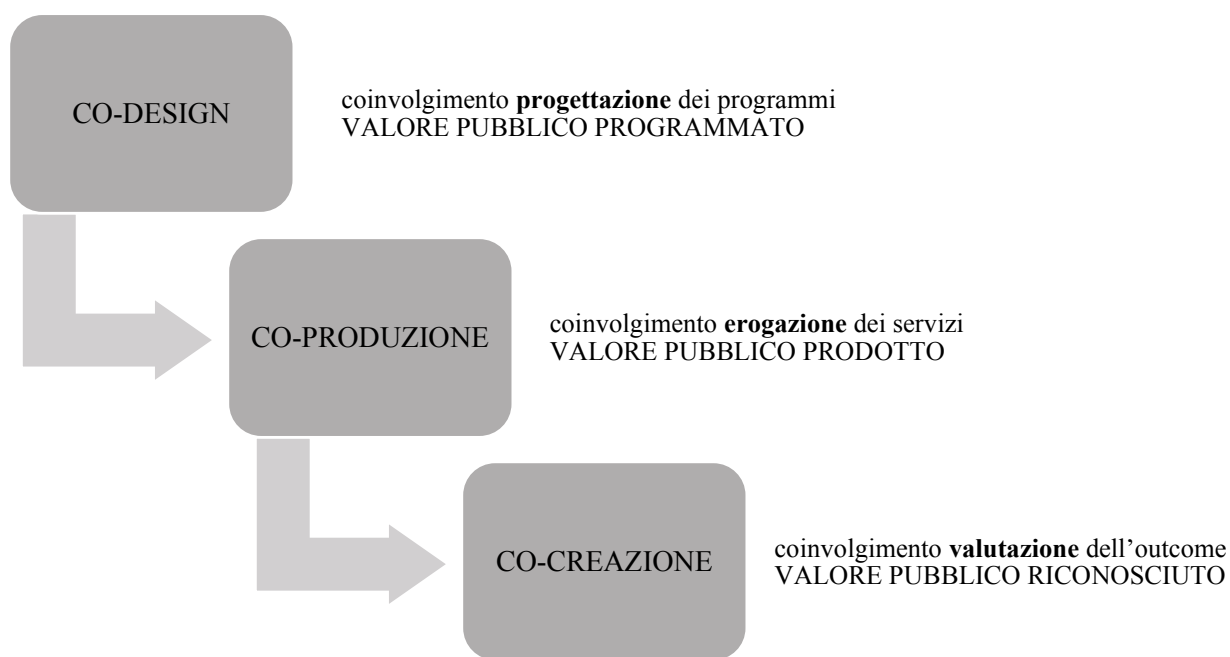 CO-DESIGN
coinvolgimento progettazione dei programmi
VALORE PUBBLICO PROGRAMMATO
CO-PRODUZIONE
coinvolgimento erogazione dei servizi
VALORE PUBBLICO PRODOTTO
CO-CREAZIONE
coinvolgimento valutazione dell’outcome
VALORE PUBBLICO RICONOSCIUTO